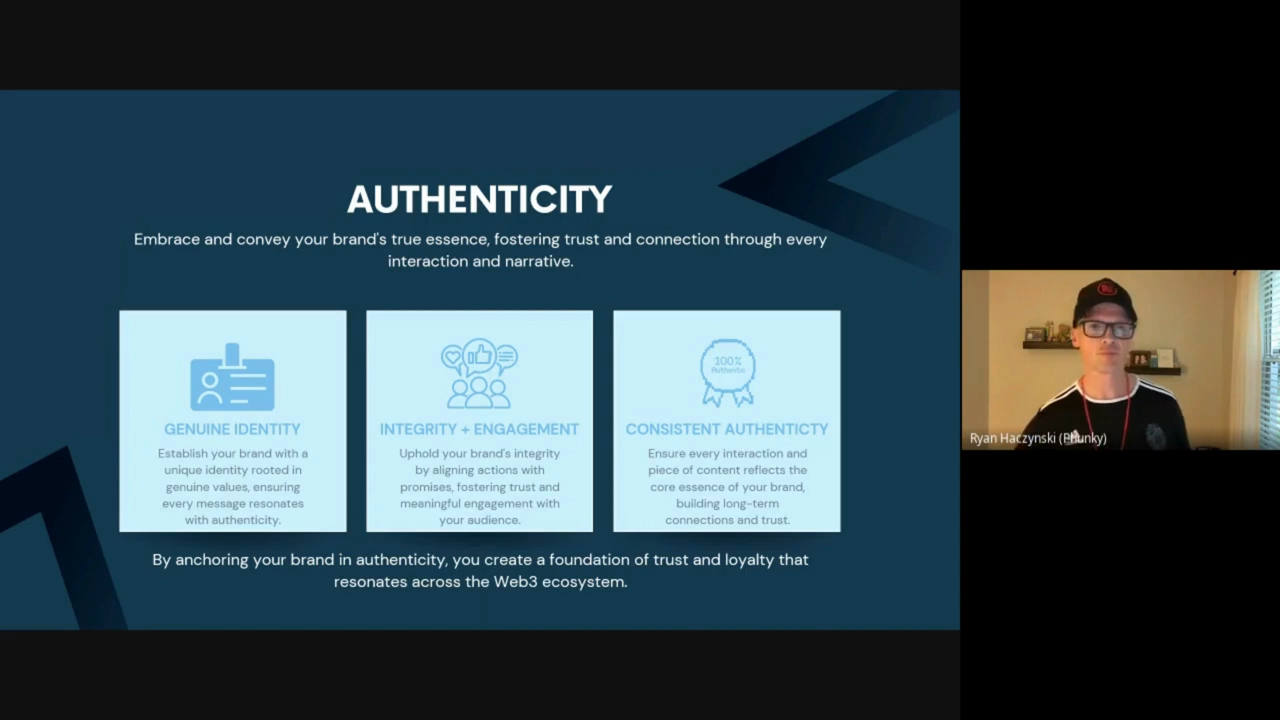 AUTHENTICITY
Embrace and convey your brand's true essence, fostering trust and connection through every
interaction and narrative.
100%
Authentic
GENUINE IDENTITY
Establish your brand with a
unique identity rooted in
genuine values, ensuring
every message resonates
with authenticity.
INTEGRITY + ENGAGEMENT
Uphold your brand's integrity
by aligning actions with
promises, fostering trust and
meaningful engagement with
your audience.
CONSISTENT AUTHENTICTY
Ensure every interaction and
piece of content reflects the
core essence of your brand,
building long-term
connections and trust.
By anchoring your brand in authenticity, you create a foundation of trust and loyalty that
resonates across the Web3 ecosystem.
Ryan Haczynski (Phunky)